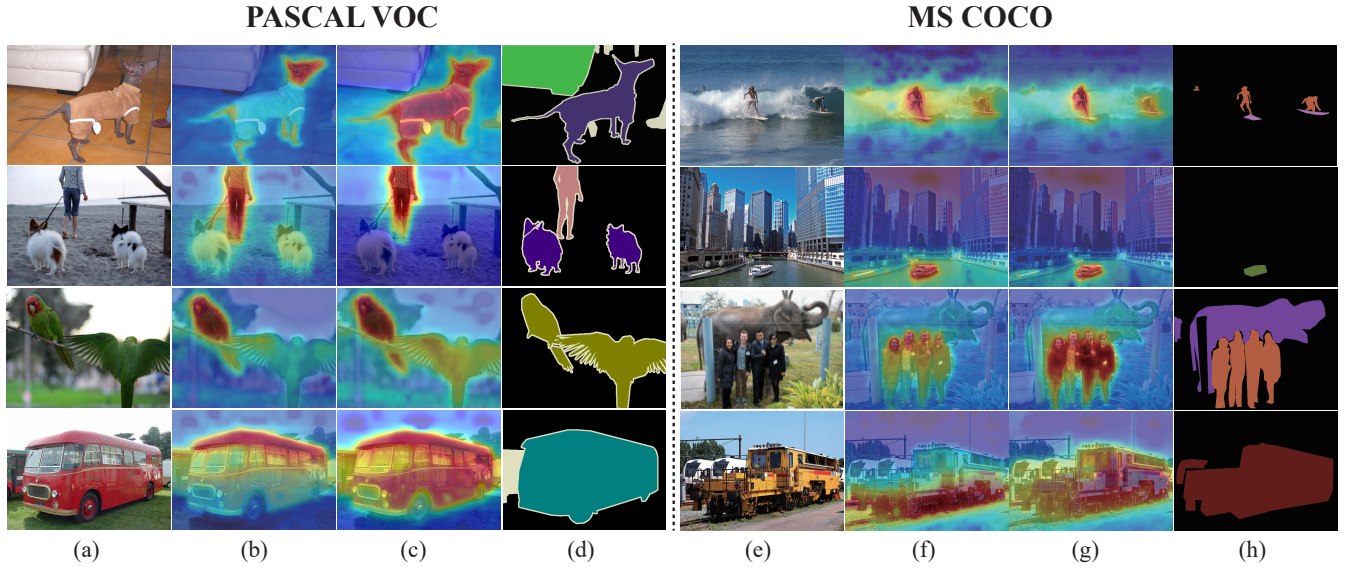 PASCAL VOC
MS COCO
(a)
(b)
(c)
(d)
(e)
(f)
(g)
(h)